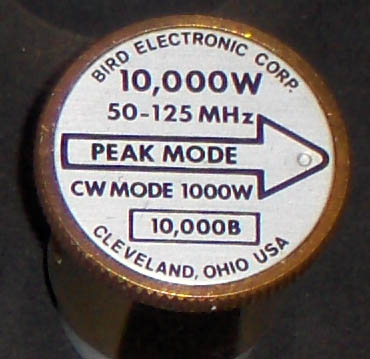 BIRD ELECTRONIC CORP.
10,000W
50-125 MHz
PEAK MODE
CW MODE 1000W
10,000B
CLEVELAND, OHIO USA